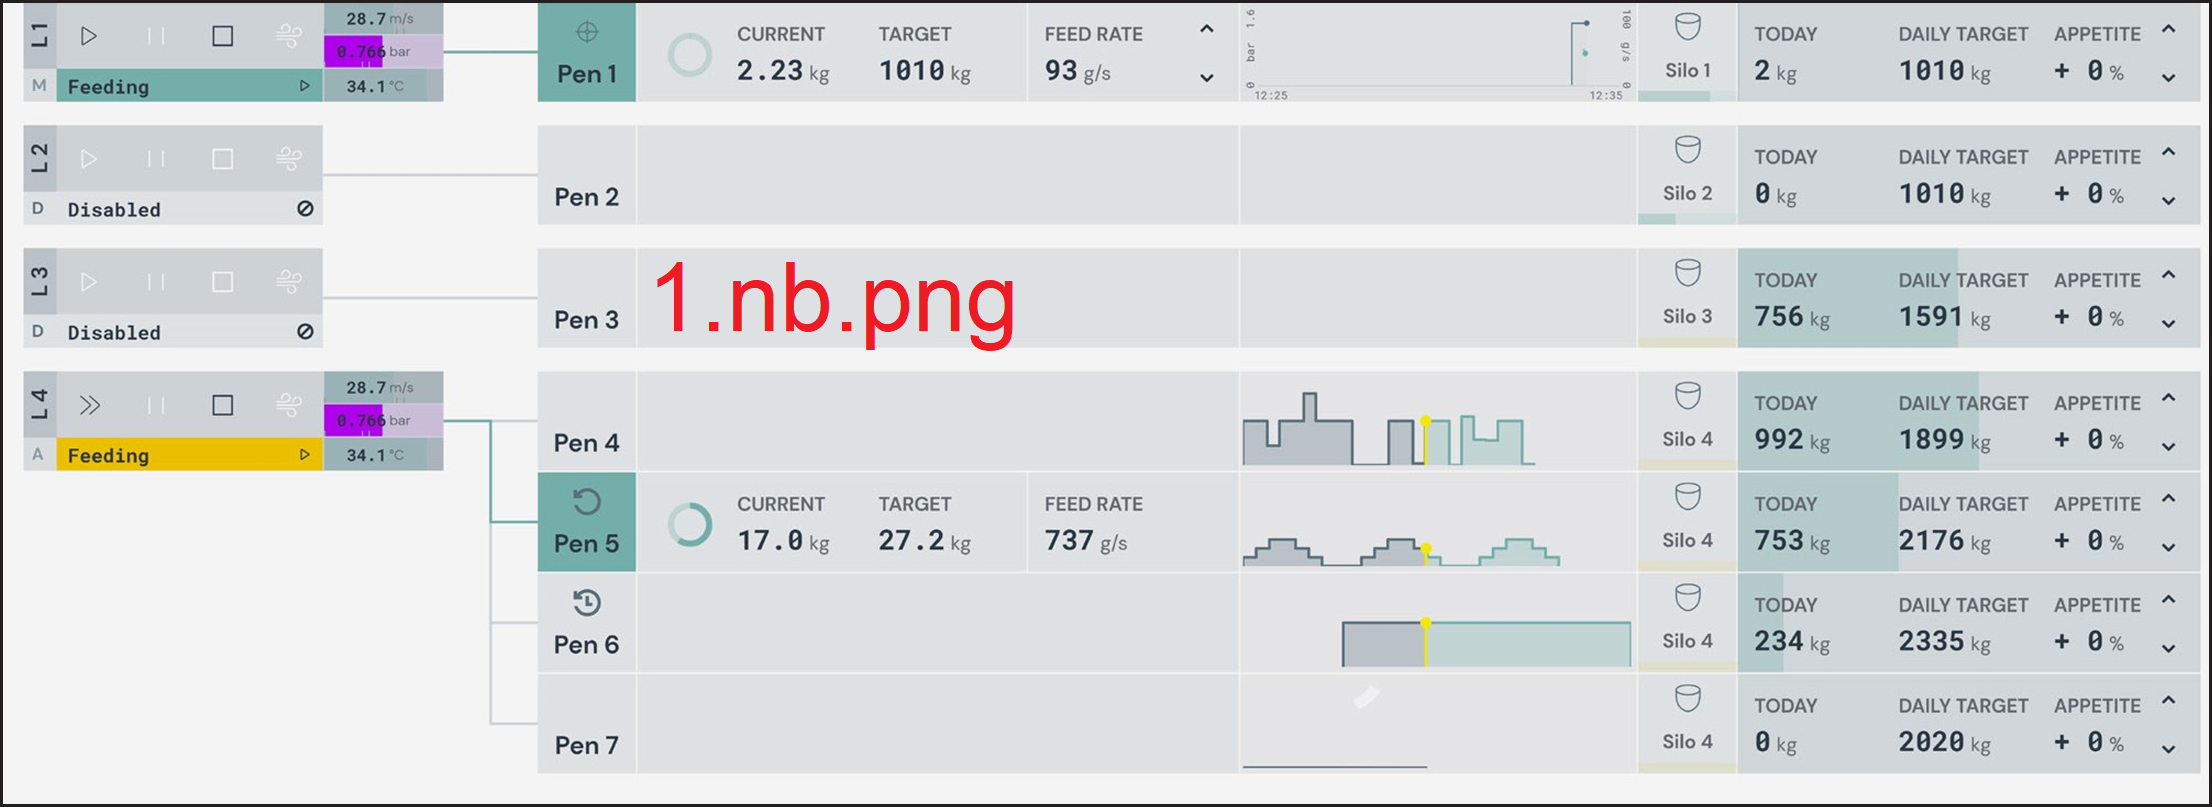 L1
28.7 m/s
0.766 bar
M Feeding
34.1 °C
Pen 1
CURRENT TARGET FEED RATE
2.23 kg 1010 kg 93 g/s
bar 1.6
0
100 g/s
0
12:25 12:35
Silo 1
TODAY DAILY TARGET APPETITE
2 kg 1010 kg + 0 %
L2
D Disabled
Pen 2
Silo 2
TODAY DAILY TARGET APPETITE
0 kg 1010 kg + 0 %
L3
D Disabled
Pen 3
1.nb.png
Silo 3
TODAY DAILY TARGET APPETITE
756 kg 1591 kg + 0 %
L4
28.7 m/s
0.766 bar
A Feeding
34.1 °C
Pen 4
Silo 4
TODAY DAILY TARGET APPETITE
992 kg 1899 kg + 0 %
Pen 5
CURRENT TARGET FEED RATE
17.0 kg 27.2 kg 737 g/s
Silo 4
TODAY DAILY TARGET APPETITE
753 kg 2176 kg + 0 %
Pen 6
Silo 4
TODAY DAILY TARGET APPETITE
234 kg 2335 kg + 0 %
Pen 7
Silo 4
TODAY DAILY TARGET APPETITE
0 kg 2020 kg + 0 %